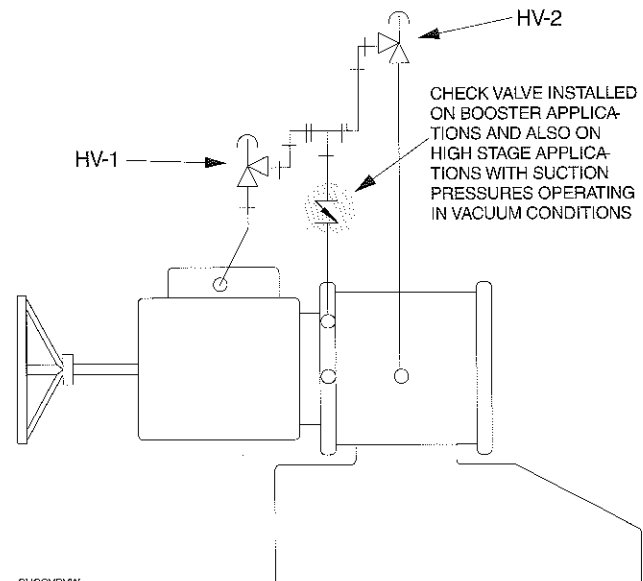 HV-2
CHECK VALVE INSTALLED
ON BOOSTER APPLICA-
TIONS AND ALSO ON
HIGH STAGE APPLICA-
TIONS WITH SUCTION
PRESSURES OPERATING
IN VACUUM CONDITIONS
HV-1